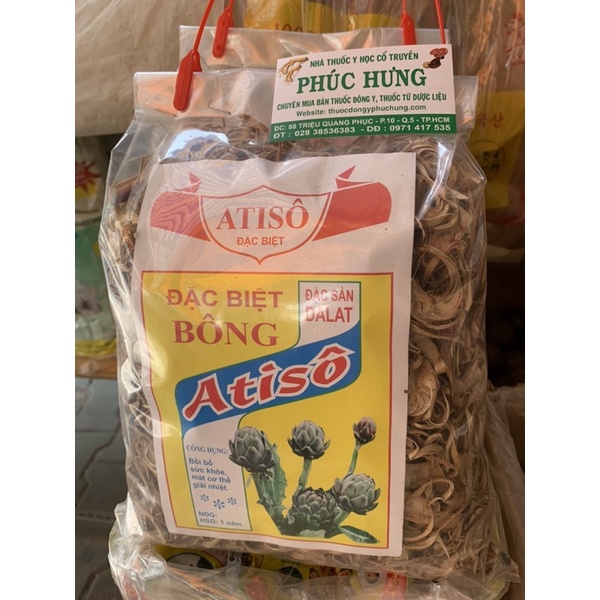 NHÀ THUỐC Y HỌC CỔ TRUYỀN
PHÚC HƯNG
CHUYÊN MUA BÁN THUỐC ĐÔNG Y, THUỐC TỪ DƯỢC LIỆU
Website: thuocdongyphuchung.com
ĐC: 88 TRIỆU QUANG PHỤC - P.10 - Q.5 - TP.HCM
ĐT : 028 38536383 - DĐ : 0971 417 535
ATISÔ
ĐẶC BIỆT
ĐẶC BIỆT
BÔNG
ĐẶC SẢN
DALAT
Atisô
CÔNG DỤNG:
Bồi bổ
sức khỏe,
mát cơ thể
giải nhiệt.
NĐG:
HSD: 1 năm